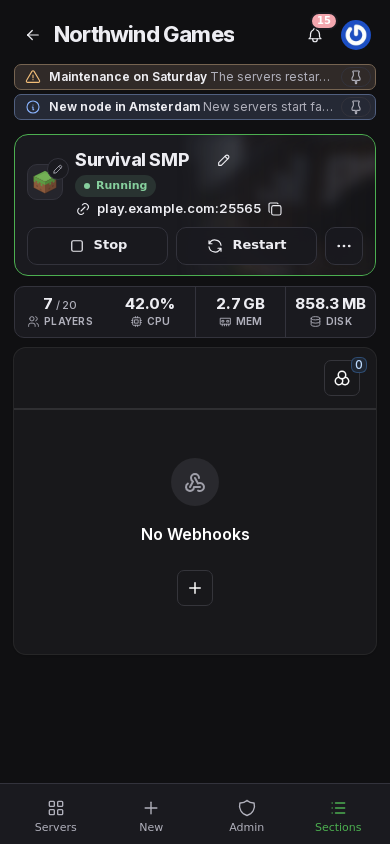 Northwind Games
15
Maintenance on Saturday The servers restar...
New node in Amsterdam New servers start fa...
Survival SMP
Running
play.example.com:25565
Stop
Restart
7 / 20
PLAYERS
42.0%
CPU
2.7 GB
MEM
858.3 MB
DISK
0
No Webhooks
Servers
New
Admin
Sections